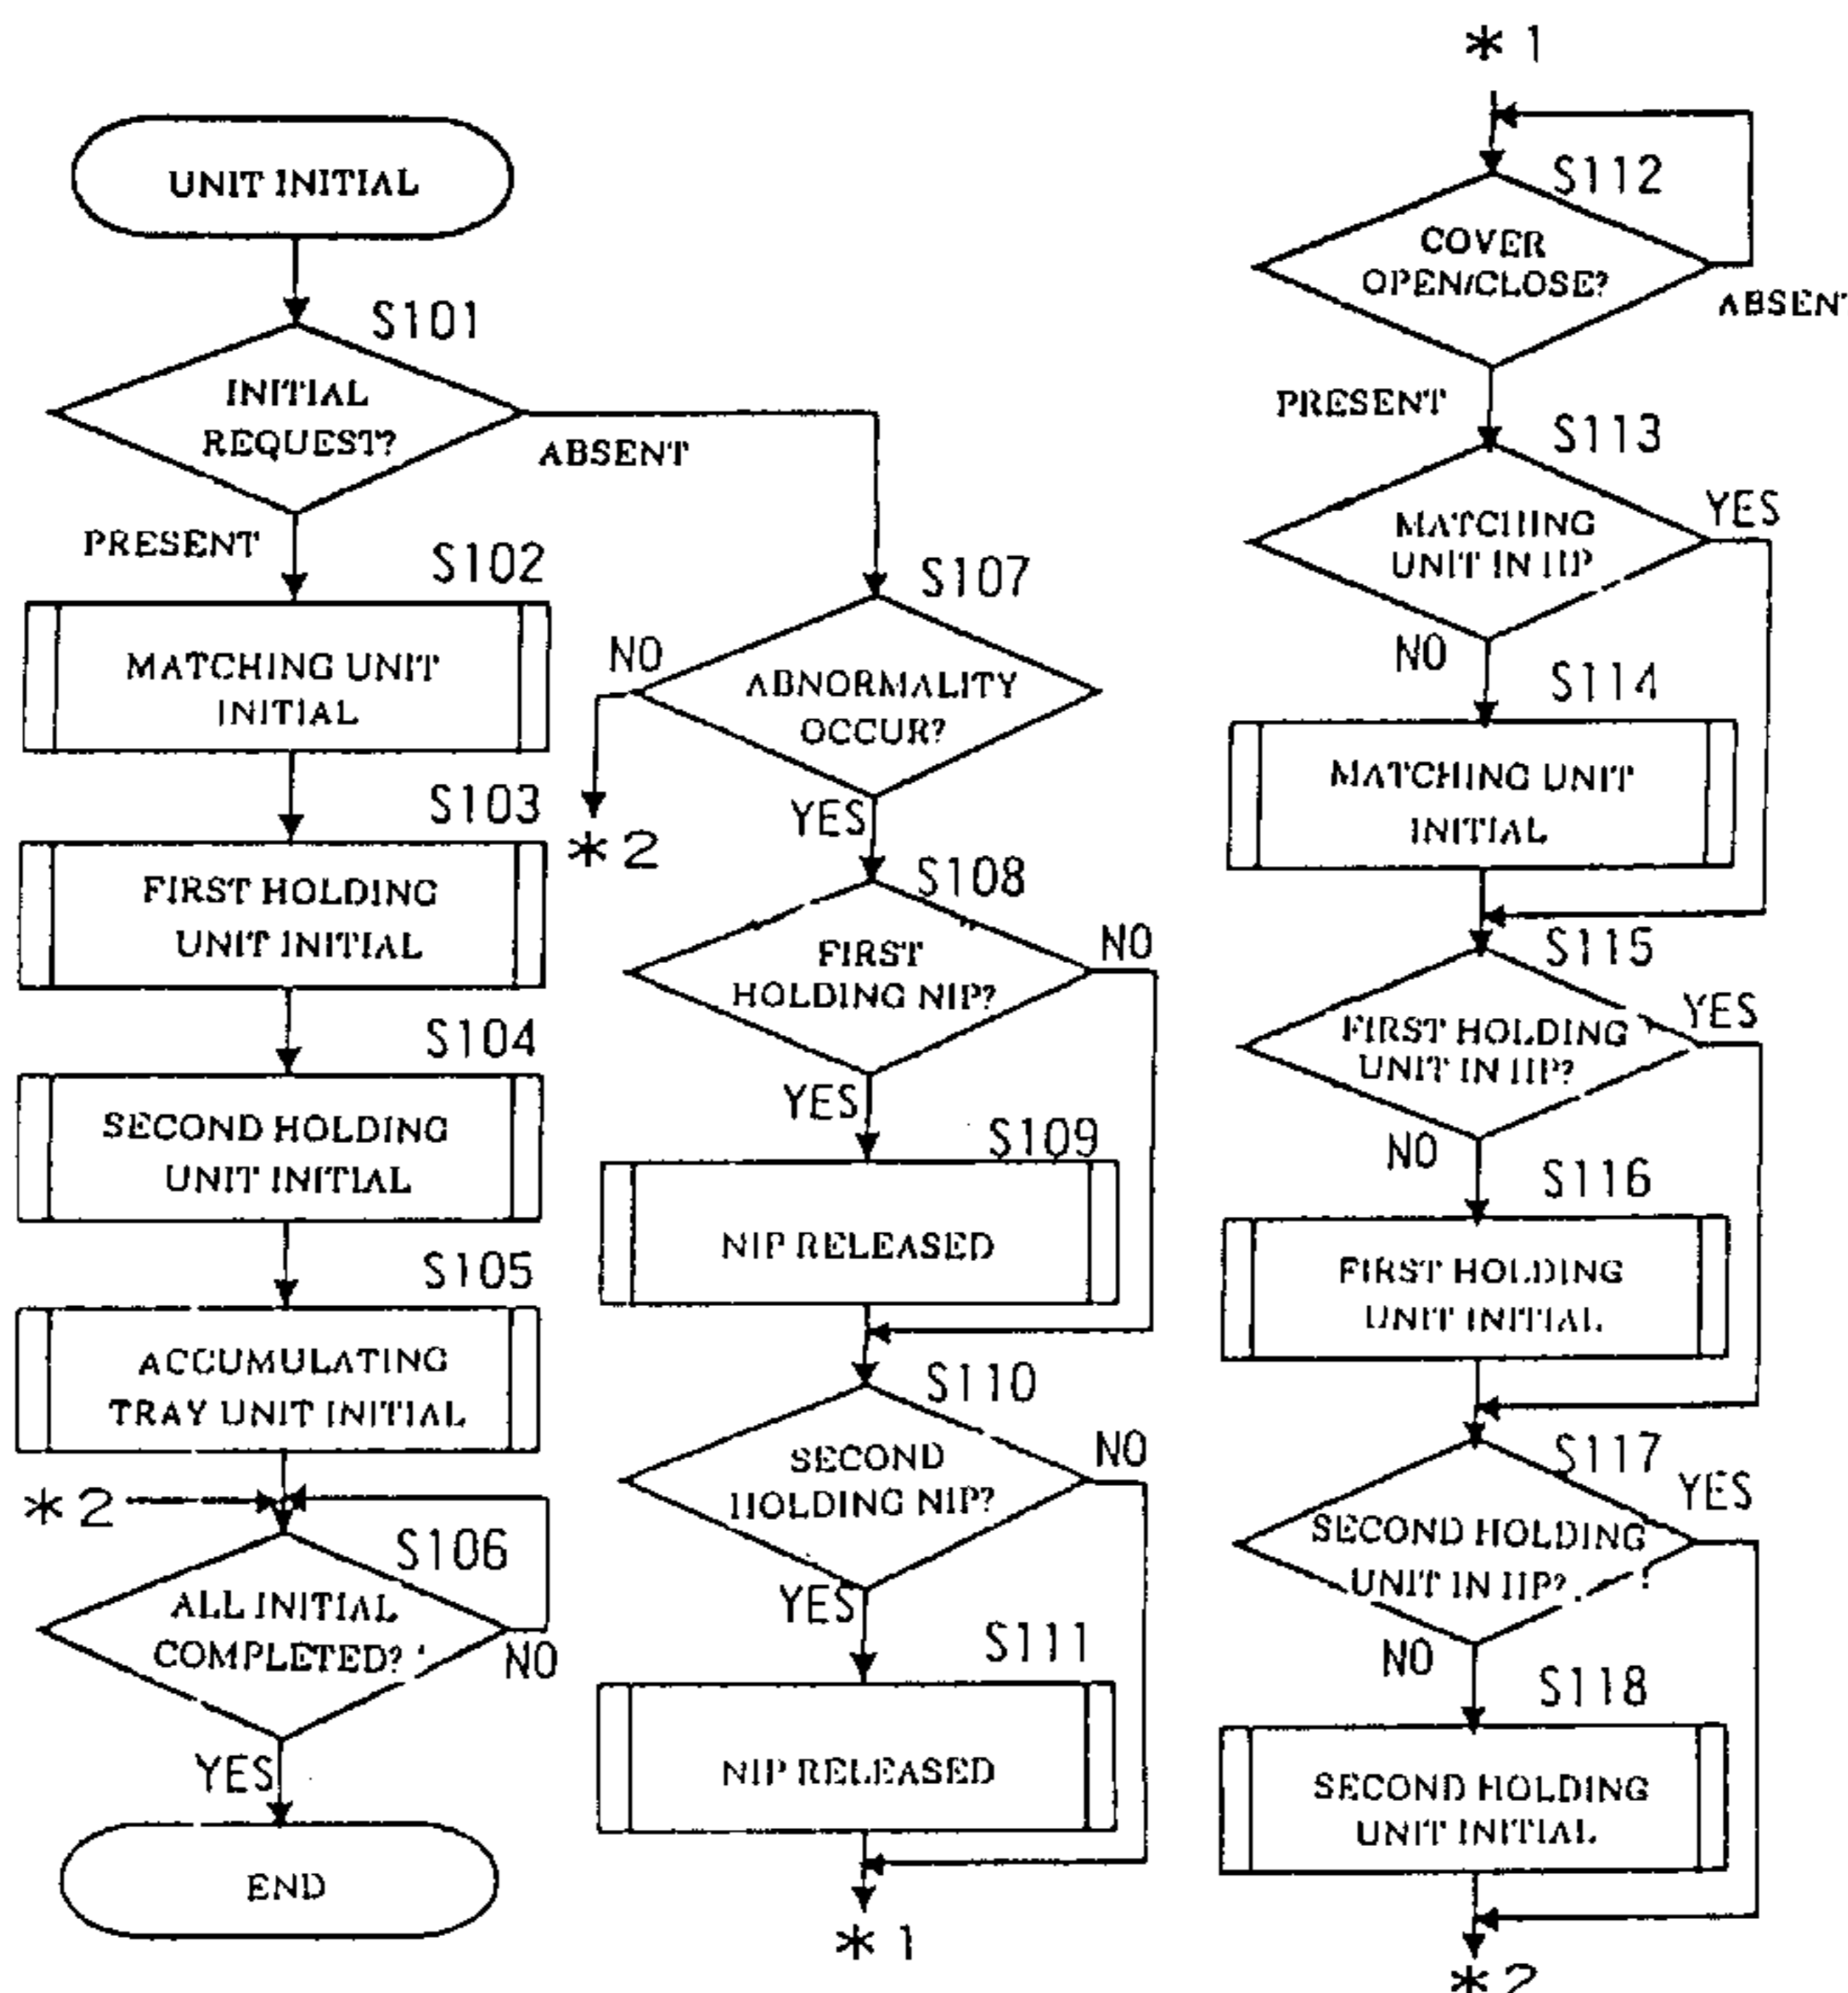 UNIT INITIAL
S101
INITIAL
REQUEST?
ABSENT
PRESENT
S102
MATCHING UNIT
INITIAL
S103
FIRST HOLDING
UNIT INITIAL
S104
SECOND HOLDING
UNIT INITIAL
S105
ACCUMULATING
TRAY UNIT INITIAL
*2
S106
ALL INITIAL
COMPLETED?
NO
YES
END
S107
NO
ABNORMALITY
OCCUR?
*2
YES
S108
FIRST
HOLDING NIP?
NO
YES
S109
NIP RELEASED
S110
SECOND
HOLDING NIP?
NO
YES
S111
NIP RELEASED
*1
*1
S112
COVER
OPEN/CLOSE?
ABSENT
PRESENT
S113
MATCHING
UNIT IN HP
YES
NO
S114
MATCHING UNIT
INITIAL
S115
FIRST HOLDING
UNIT IN HP?
YES
NO
S116
FIRST HOLDING
UNIT INITIAL
S117
SECOND HOLDING
UNIT IN HP?
YES
NO
S118
SECOND HOLDING
UNIT INITIAL
*2